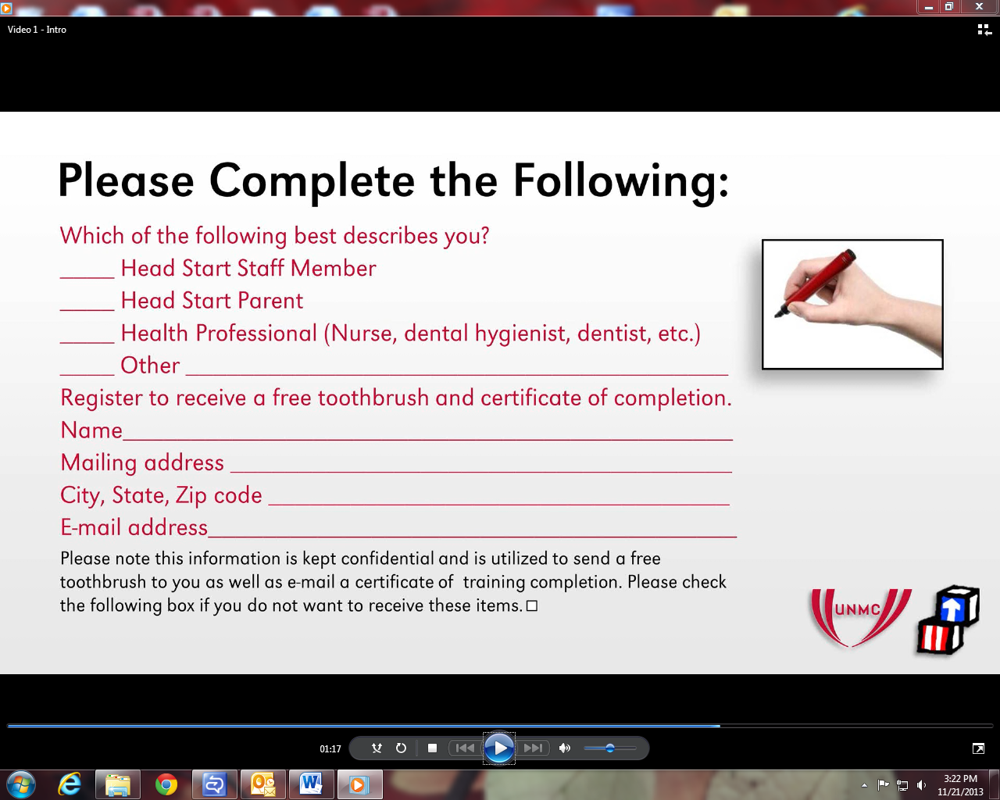 Video 1 - Intro
Please Complete the Following:
Which of the following best describes you?
_____ Head Start Staff Member
_____ Head Start Parent
_____ Health Professional (Nurse, dental hygienist, dentist, etc.)
_____ Other ______________________________________________
Register to receive a free toothbrush and certificate of completion.
Name____________________________________________________
Mailing address ___________________________________________
City, State, Zip code _______________________________________
E-mail address_____________________________________________
Please note this information is kept confidential and is utilized to send a free
toothbrush to you as well as e-mail a certificate of  training completion. Please check
the following box if you do not want to receive these items. □
UNMC
01:17
3:22 PM
11/21/2013